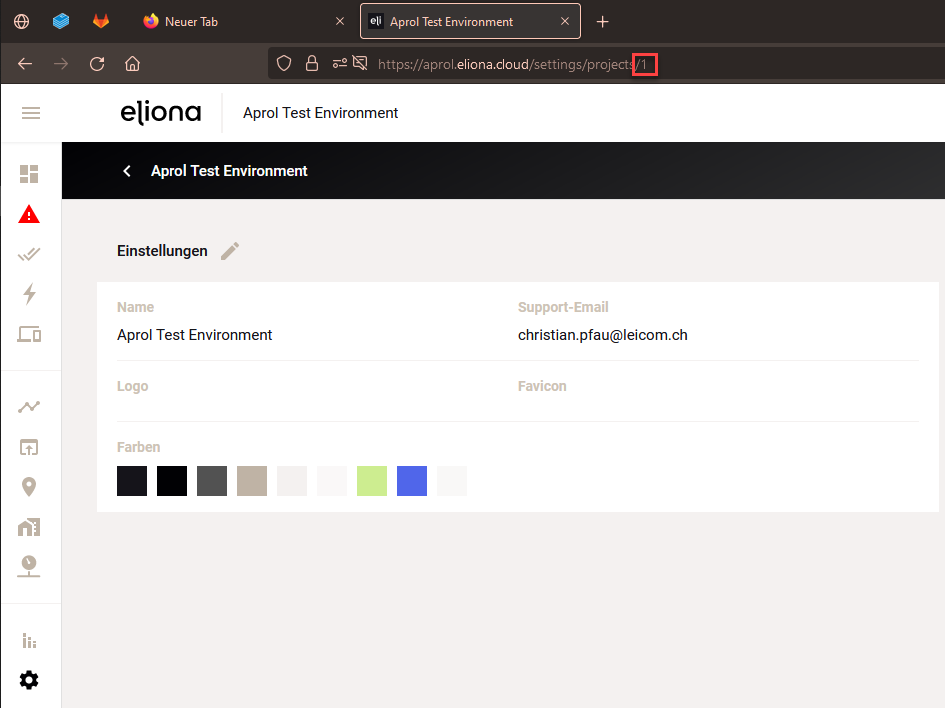 Neuer Tab
eli Aprol Test Environment
https://aprol.eliona.cloud/settings/projects/1
eliona
Aprol Test Environment
Aprol Test Environment
Einstellungen
Name Support-Email
Aprol Test Environment christian.pfau@leicom.ch
Logo Favicon
Farben